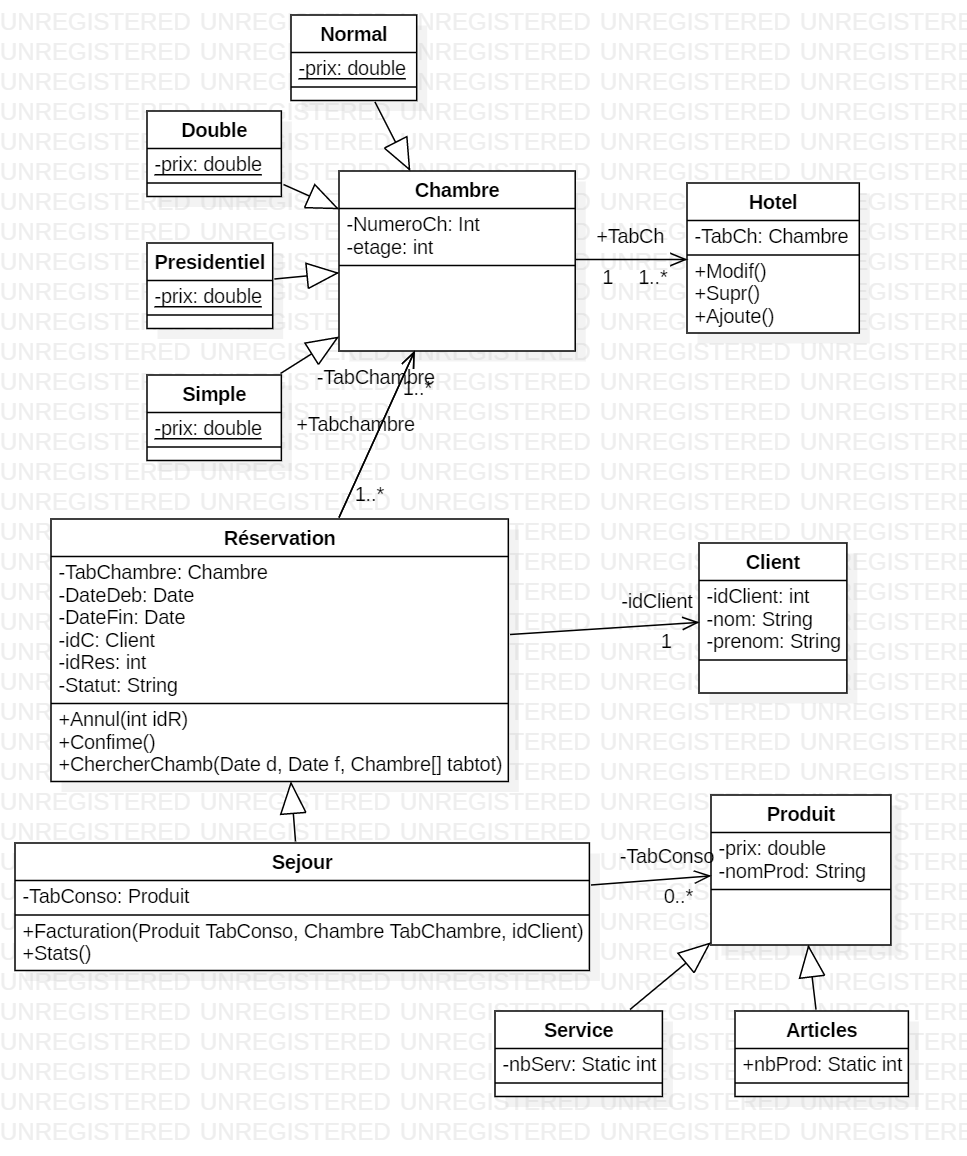 Normal
-prix: double
Double
-prix: double
Presidentiel
-prix: double
Simple
-prix: double
Chambre
-NumeroCh: Int
-etage: int
+TabCh
1
1..*
Hotel
-TabCh: Chambre
+Modif()
+Supr()
+Ajoute()
-TabChambre
1..*
+Tabchambre
1..*
Réservation
-TabChambre: Chambre
-DateDeb: Date
-DateFin: Date
-idC: Client
-idRes: int
-Statut: String
+Annul(int idR)
+Confime()
+ChercherChamb(Date d, Date f, Chambre[] tabtot)
-idClient
1
Client
-idClient: int
-nom: String
-prenom: String
Sejour
-TabConso: Produit
+Facturation(Produit TabConso, Chambre TabChambre, idClient)
+Stats()
-TabConso
0..*
Produit
-prix: double
-nomProd: String
Service
-nbServ: Static int
Articles
+nbProd: Static int
UNREGISTERED